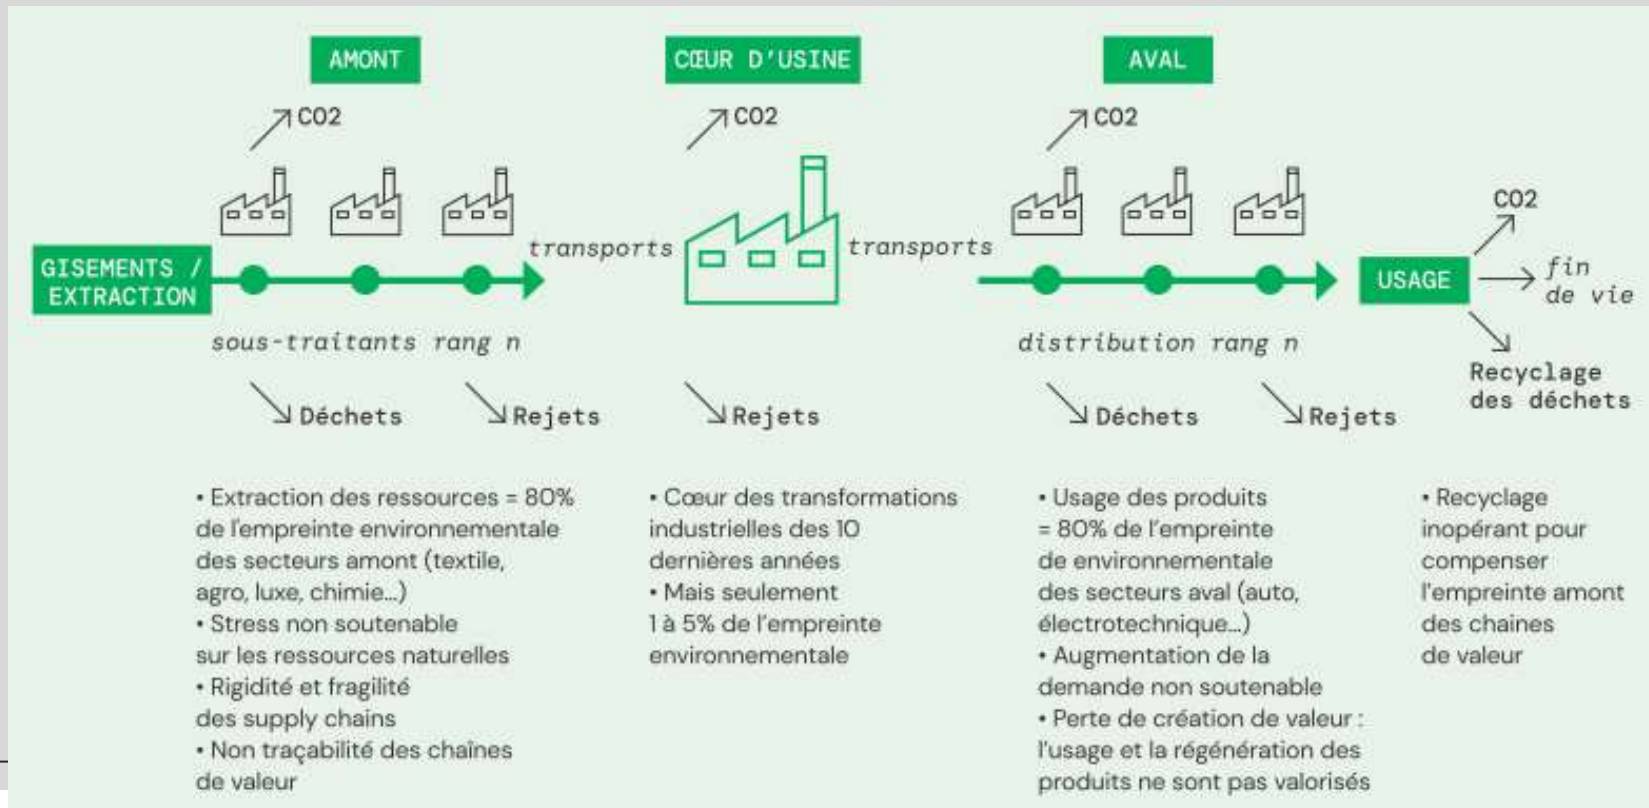 AMONT
CŒUR D'USINE
AVAL
CO2
CO2
CO2
CO2
GISEMENTS /
EXTRACTION
transports
transports
USAGE
fin
de vie
sous-traitants rang n
distribution rang n
Recyclage
des déchets
Déchets
Rejets
Rejets
Déchets
Rejets
• Extraction des ressources = 80%
de l'empreinte environnementale
des secteurs amont (textile,
agro, luxe, chimie...)
• Stress non soutenable
sur les ressources naturelles
• Rigidité et fragilité
des supply chains
• Non traçabilité des chaînes
de valeur
• Cœur des transformations
industrielles des 10
dernières années
• Mais seulement
1 à 5% de l'empreinte
environnementale
• Usage des produits
= 80% de l'empreinte
de environnementale
des secteurs aval (auto,
électrotechnique...)
• Augmentation de la
demande non soutenable
• Perte de création de valeur :
l'usage et la régénération des
produits ne sont pas valorisés
• Recyclage
inopérant pour
compenser
l'empreinte amont
des chaines
de valeur